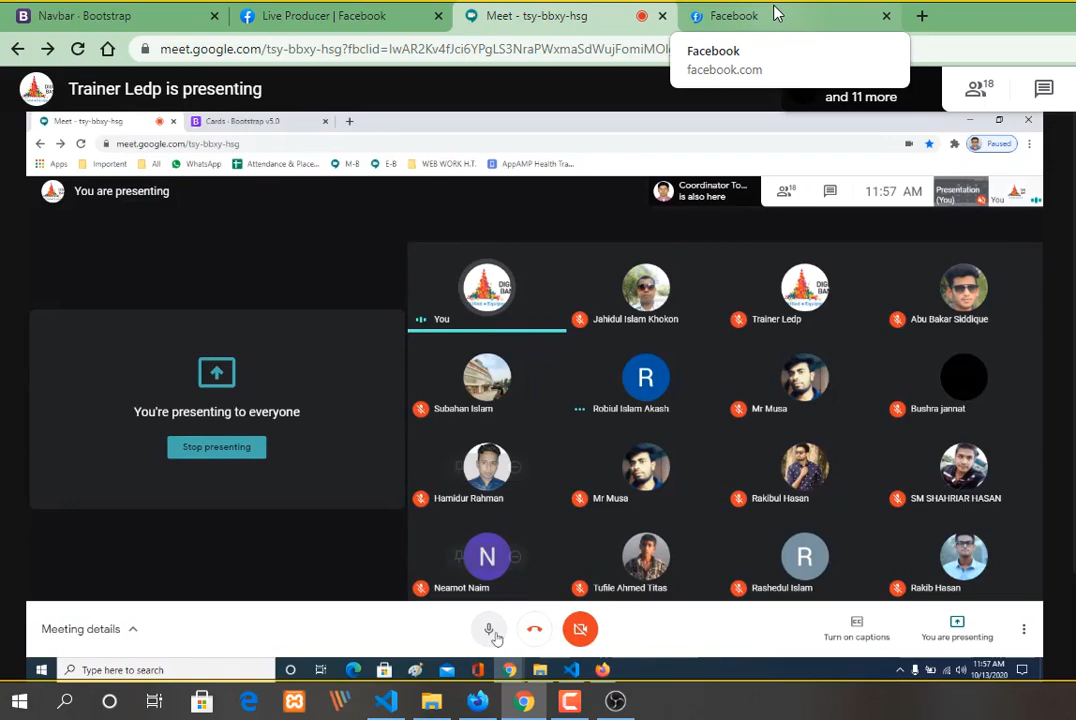 Navbar · Bootstrap
Live Producer | Facebook
Meet - tsy-bbxy-hsg
Facebook
meet.google.com/tsy-bbxy-hsg?fbclid=IwAR2Kv4fJci6YPgLS3NraPWxmaSdWujFomiMOl
Facebook
facebook.com
Trainer Ledp is presenting
and 11 more
18
Meet - tsy-bbxy-hsg
Cards · Bootstrap v5.0
meet.google.com/tsy-bbxy-hsg
Paused
Apps
Importent
All
WhatsApp
Attendance & Place...
M-B
E-B
WEB WORK H.T.
AppAMP Health Tra...
You are presenting
Coordinator To...
is also here
18
11:57 AM
Presentation
(You)
You
You
Jahidul Islam Khokon
Trainer Ledp
Abu Bakar Siddique
You're presenting to everyone
Stop presenting
R
Subahan Islam
Robiul Islam Akash
Mr Musa
Bushra jannat
Hamidur Rahman
Mr Musa
Rakibul Hasan
SM SHAHRIAR HASAN
N
R
Neamot Naim
Tufile Ahmed Titas
Rashedul Islam
Rakib Hasan
Meeting details
Turn on captions
You are presenting
Type here to search
11:57 AM
10/13/2020